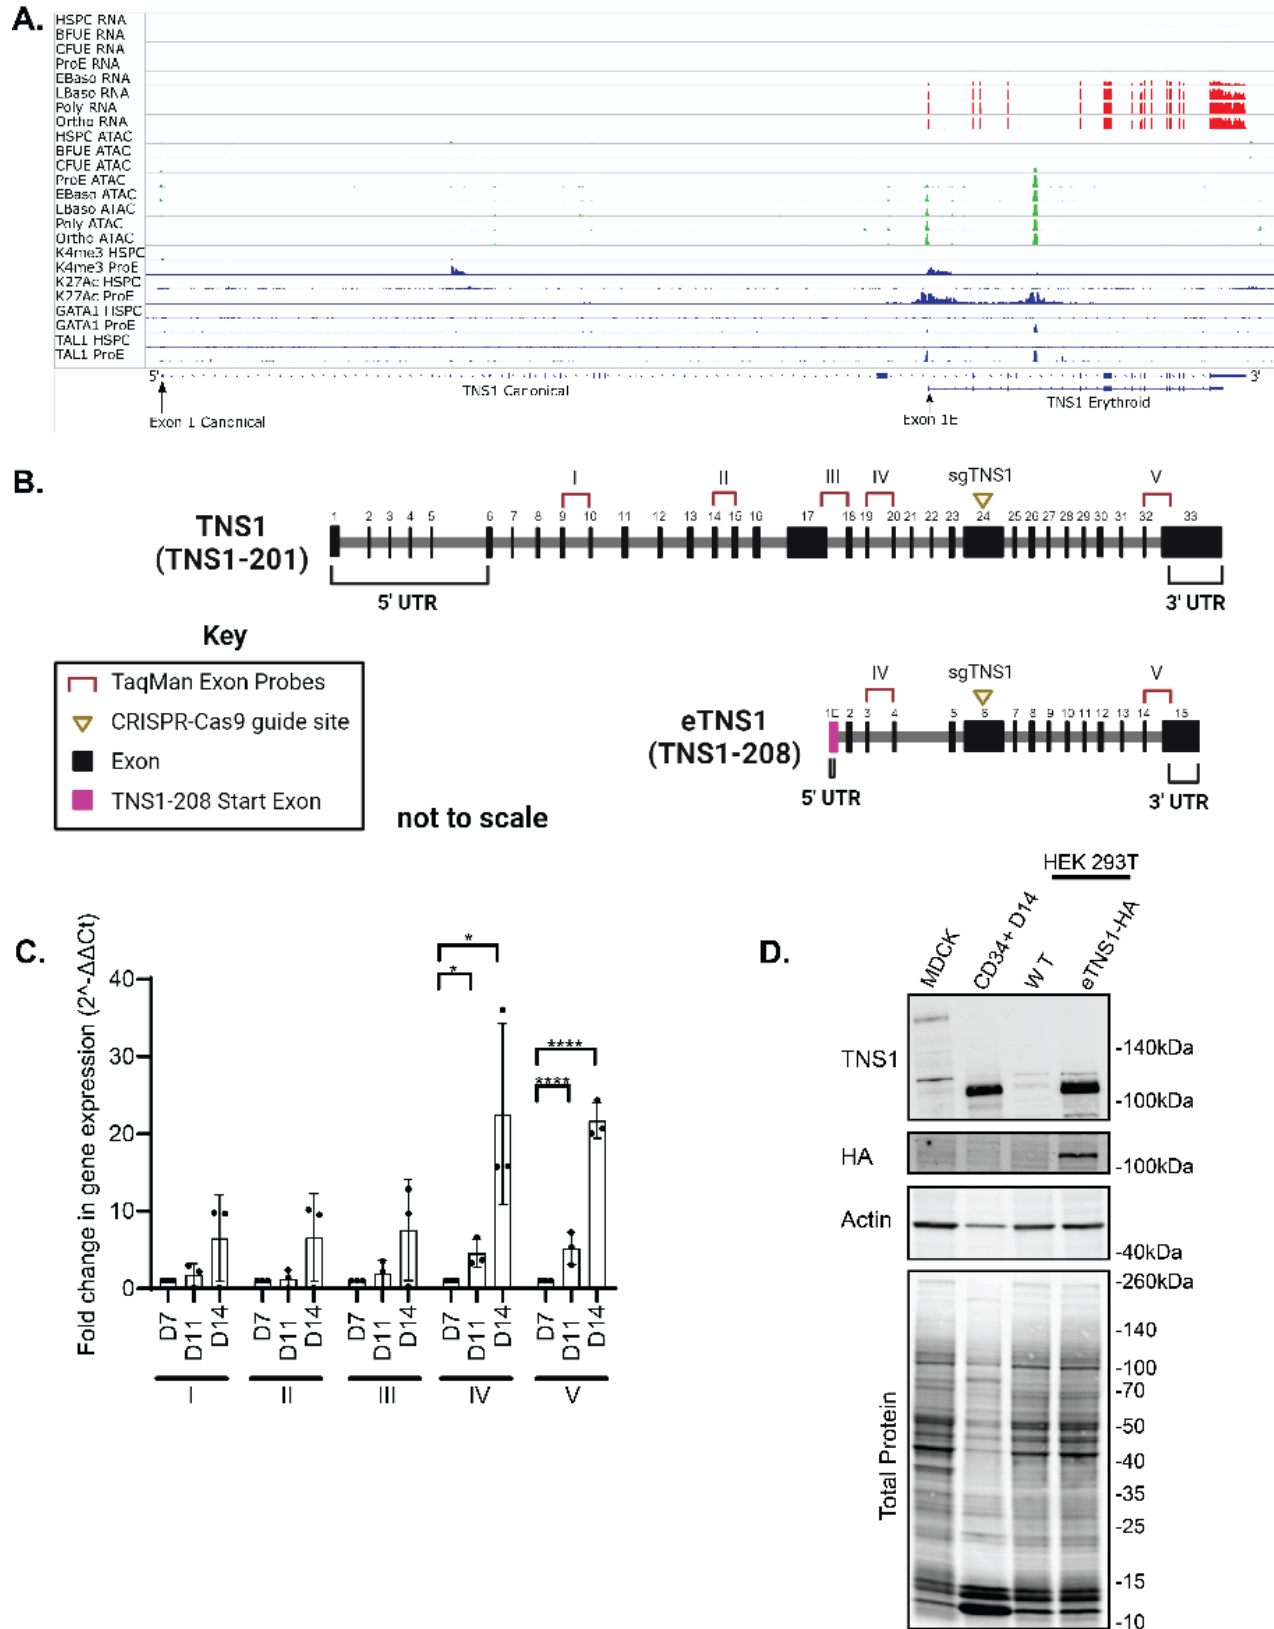 A.
HSPC RNA
BFUE RNA
CFUE RNA
ProE RNA
EBaso RNA
LBaso RNA
Poly RNA
Ortho RNA
HSPC ATAC
BFUE ATAC
CFUE ATAC
ProE ATAC
EBaso ATAC
LBaso ATAC
Poly ATAC
Ortho ATAC
K4me3 HSPC
K4me3 ProE
K27Ac HSPC
K27Ac ProE
GATA1 HSPC
GATA1 ProE
TAL1 HSPC
TAL1 ProE
5' 3'
TNS1 Canonical TNS1 Erythroid
Exon 1 Canonical Exon 1E
B.
I II III IV sgTNS1 V
1 2 3 4 5 6 7 8 9 10 11 12 13 14 15 16 17 18 19 20 21 22 23 24 25 26 27 28 29 30 31 32 33
TNS1
(TNS1-201)
5' UTR 3' UTR
Key
TaqMan Exon Probes
CRISPR-Cas9 guide site
Exon
TNS1-208 Start Exon
not to scale
IV sgTNS1 V
1E 2 3 4 5 6 7 8 9 10 11 12 13 14 15
eTNS1
(TNS1-208)
5' UTR 3' UTR
C.
Fold change in gene expression (2^-ΔΔCt)
40
30
20
10
0
* * **** ****
D7 D11 D14 D7 D11 D14 D7 D11 D14 D7 D11 D14 D7 D11 D14
I II III IV V
D.
HEK 293T
MDCK CD34+ D14 WT eTNS1-HA
TNS1
-140kDa
-100kDa
HA
-100kDa
Actin
-40kDa
Total Protein
-260kDa
-140
-100
-70
-50
-40
-35
-25
-15
-10